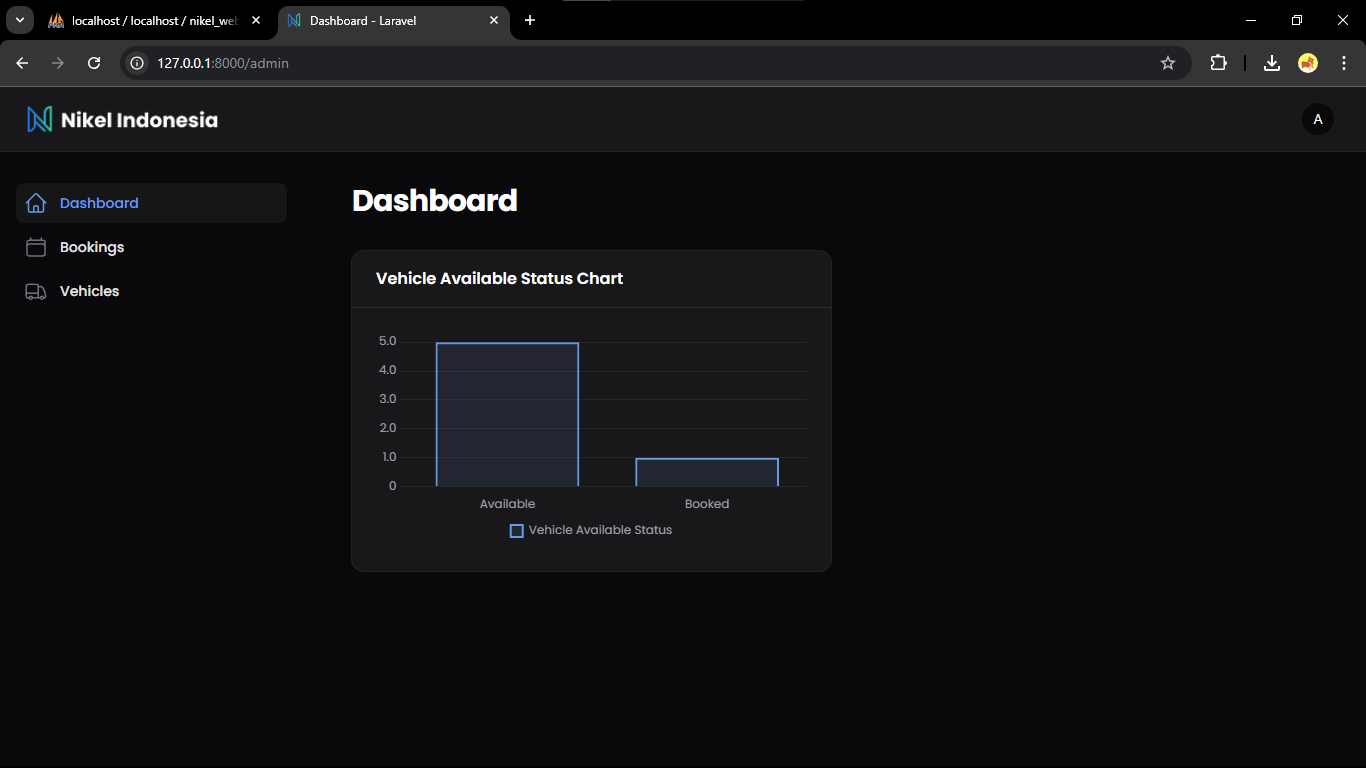 localhost / localhost / nikel_we
Dashboard - Laravel
127.0.0.1:8000/admin
Nikel Indonesia
A
Dashboard
Bookings
Vehicles
Dashboard
Vehicle Available Status Chart
5.0
4.0
3.0
2.0
1.0
0
Available
Booked
Vehicle Available Status